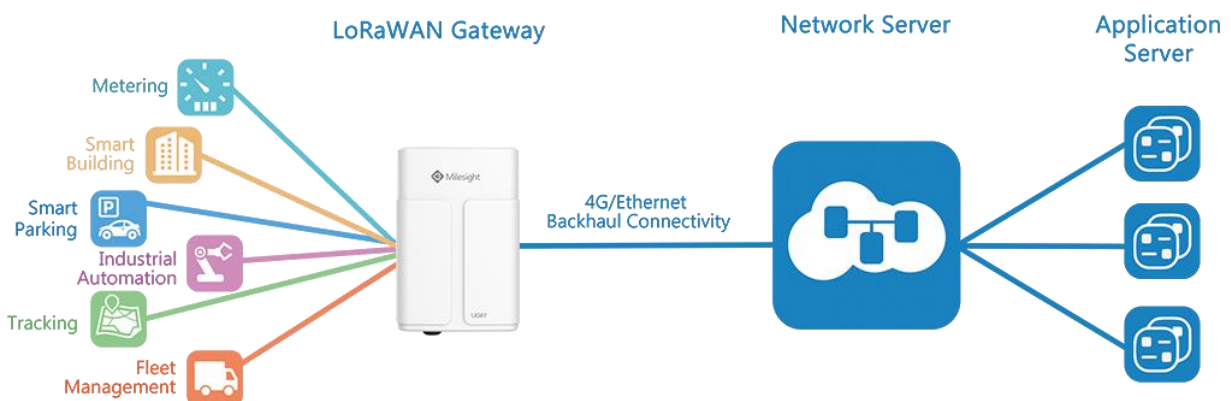 LoRaWAN Gateway
Network Server
Application
Server
Metering
Smart
Building
Smart
Parking
Industrial
Automation
Tracking
Fleet
Management
P
Milesight
UG67
4G/Ethernet
Backhaul Connectivity